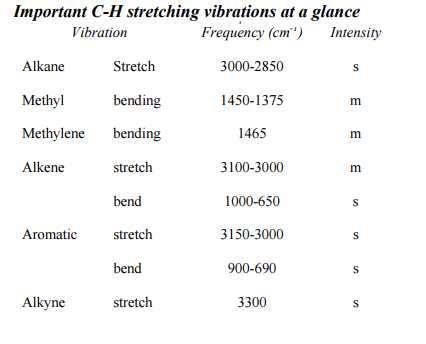 Important C-H stretching vibrations at a glance
Vibration Frequency (cm⁻¹) Intensity
Alkane Stretch 3000-2850 s
Methyl bending 1450-1375 m
Methylene bending 1465 m
Alkene stretch 3100-3000 m
bend 1000-650 s
Aromatic stretch 3150-3000 s
bend 900-690 s
Alkyne stretch 3300 s